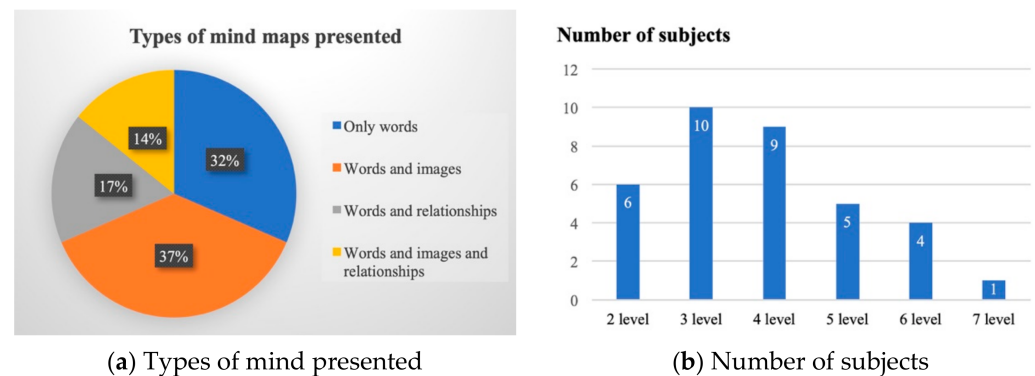 Types of mind maps presented
14%
32%
17%
37%
Only words
Words and images
Words and relationships
Words and images and
relationships
(a) Types of mind presented
Number of subjects
12
10
8
6
4
2
0
6
10
9
5
4
1
2 level
3 level
4 level
5 level
6 level
7 level
(b) Number of subjects